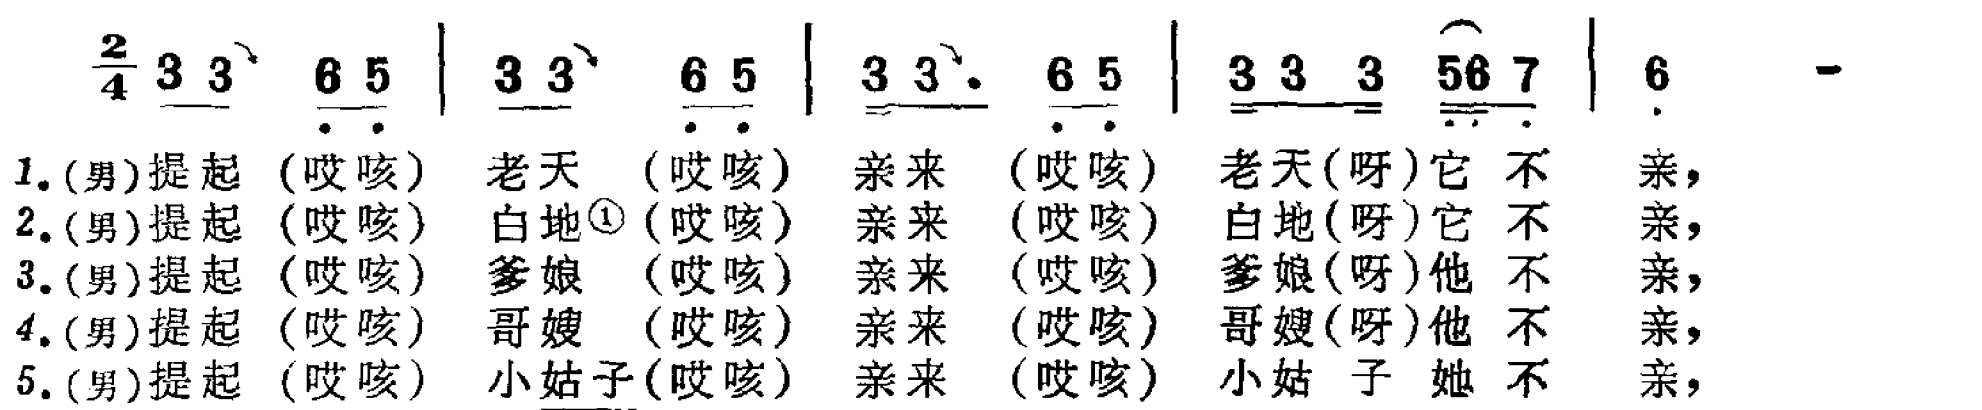 2/4 3 3 6 5 | 3 3 6 5 | 3 3 . 6 5 | 3 3 3 56 7 | 6 -
1.(男)提起 (哎咳) 老天 (哎咳) 亲来 (哎咳) 老天(呀)它 不 亲,
2.(男)提起 (哎咳) 白地① (哎咳) 亲来 (哎咳) 白地(呀)它 不 亲,
3.(男)提起 (哎咳) 爹娘 (哎咳) 亲来 (哎咳) 爹娘(呀)他 不 亲,
4.(男)提起 (哎咳) 哥嫂 (哎咳) 亲来 (哎咳) 哥嫂(呀)他 不 亲,
5.(男)提起 (哎咳) 小姑子(哎咳) 亲来 (哎咳) 小姑 子 她 不 亲,